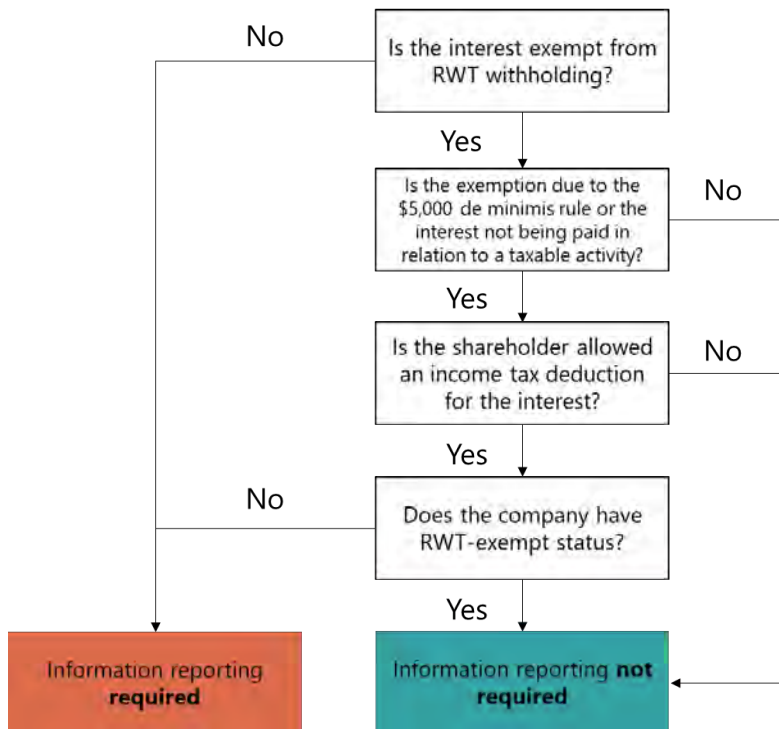 No
Is the interest exempt from
RWT withholding?
Yes
Is the exemption due to the
$5,000 de minimis rule or the
interest not being paid in
relation to a taxable activity?
No
Yes
Is the shareholder allowed
an income tax deduction
for the interest?
No
Yes
No
Does the company have
RWT-exempt status?
Yes
Information reporting
required
Information reporting not
required